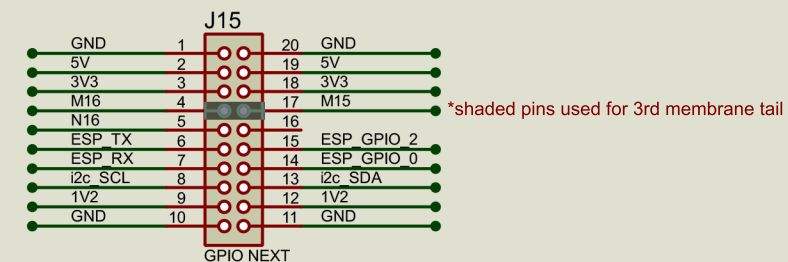 J15
GND 1 20 GND
5V 2 19 5V
3V3 3 18 3V3
M16 4 17 M15 *shaded pins used for 3rd membrane tail
N16 5 16
ESP_TX 6 15 ESP_GPIO_2
ESP_RX 7 14 ESP_GPIO_0
i2c_SCL 8 13 i2c_SDA
1V2 9 12 1V2
GND 10 11 GND
GPIO NEXT